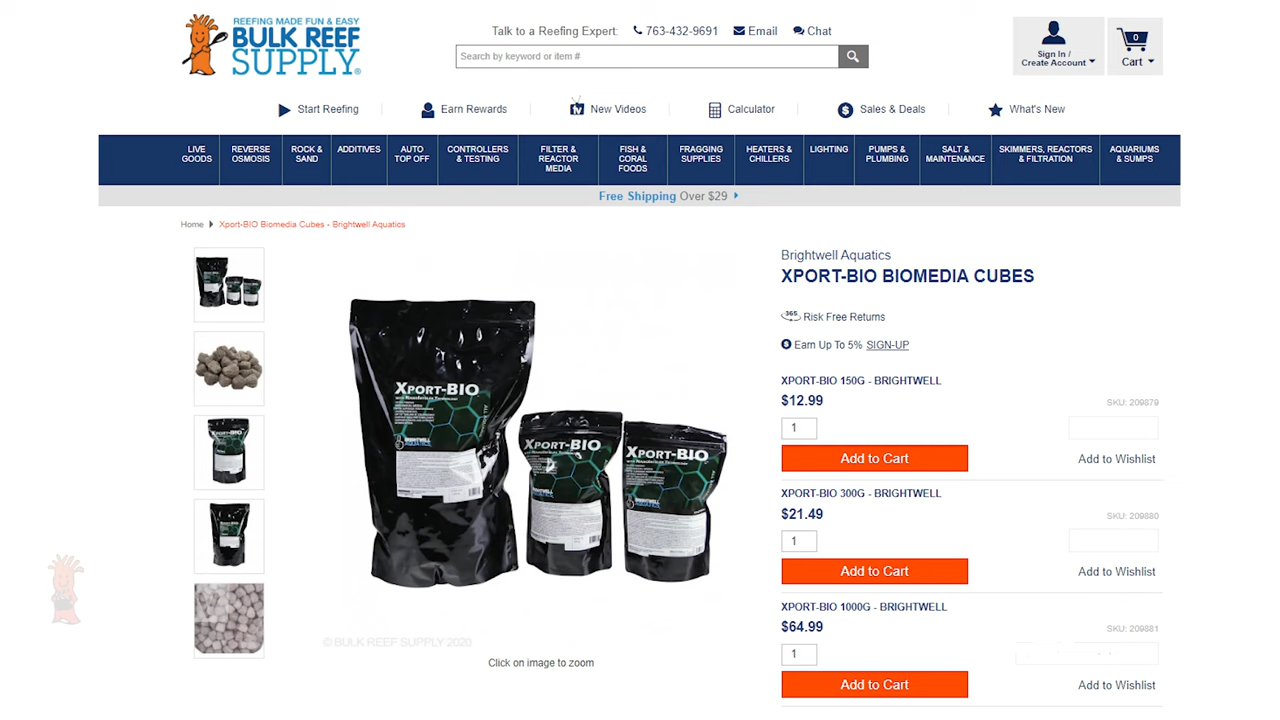 REEFING MADE FUN & EASY
BULK REEF
SUPPLY
Talk to a Reefing Expert: 763-432-9691 Email Chat
Search by keyword or item #
Sign In /
Create Account
0
Cart
Start Reefing
Earn Rewards
New Videos
Calculator
Sales & Deals
What's New
LIVE
GOODS
REVERSE
OSMOSIS
ROCK &
SAND
ADDITIVES
AUTO
TOP OFF
CONTROLLERS
& TESTING
FILTER &
REACTOR
MEDIA
FISH &
CORAL
FOODS
FRAGGING
SUPPLIES
HEATERS &
CHILLERS
LIGHTING
PUMPS &
PLUMBING
SALT &
MAINTENANCE
SKIMMERS, REACTORS
& FILTRATION
AQUARIUMS
& SUMPS
Free Shipping Over $29
Home Xport-BIO Biomedia Cubes - Brightwell Aquatics
XPORT-BIO
BRIGHTWELL
AQUATICS
XPORT-BIO
XPORT-BIO
© BULK REEF SUPPLY 2020
Click on image to zoom
Brightwell Aquatics
XPORT-BIO BIOMEDIA CUBES
365 Risk Free Returns
Earn Up To 5% SIGN-UP
XPORT-BIO 150G - BRIGHTWELL
$12.99
SKU: 209879
1
Add to Cart
Add to Wishlist
XPORT-BIO 300G - BRIGHTWELL
$21.49
SKU: 209880
1
Add to Cart
Add to Wishlist
XPORT-BIO 1000G - BRIGHTWELL
$64.99
SKU: 209881
1
Add to Cart
Add to Wishlist